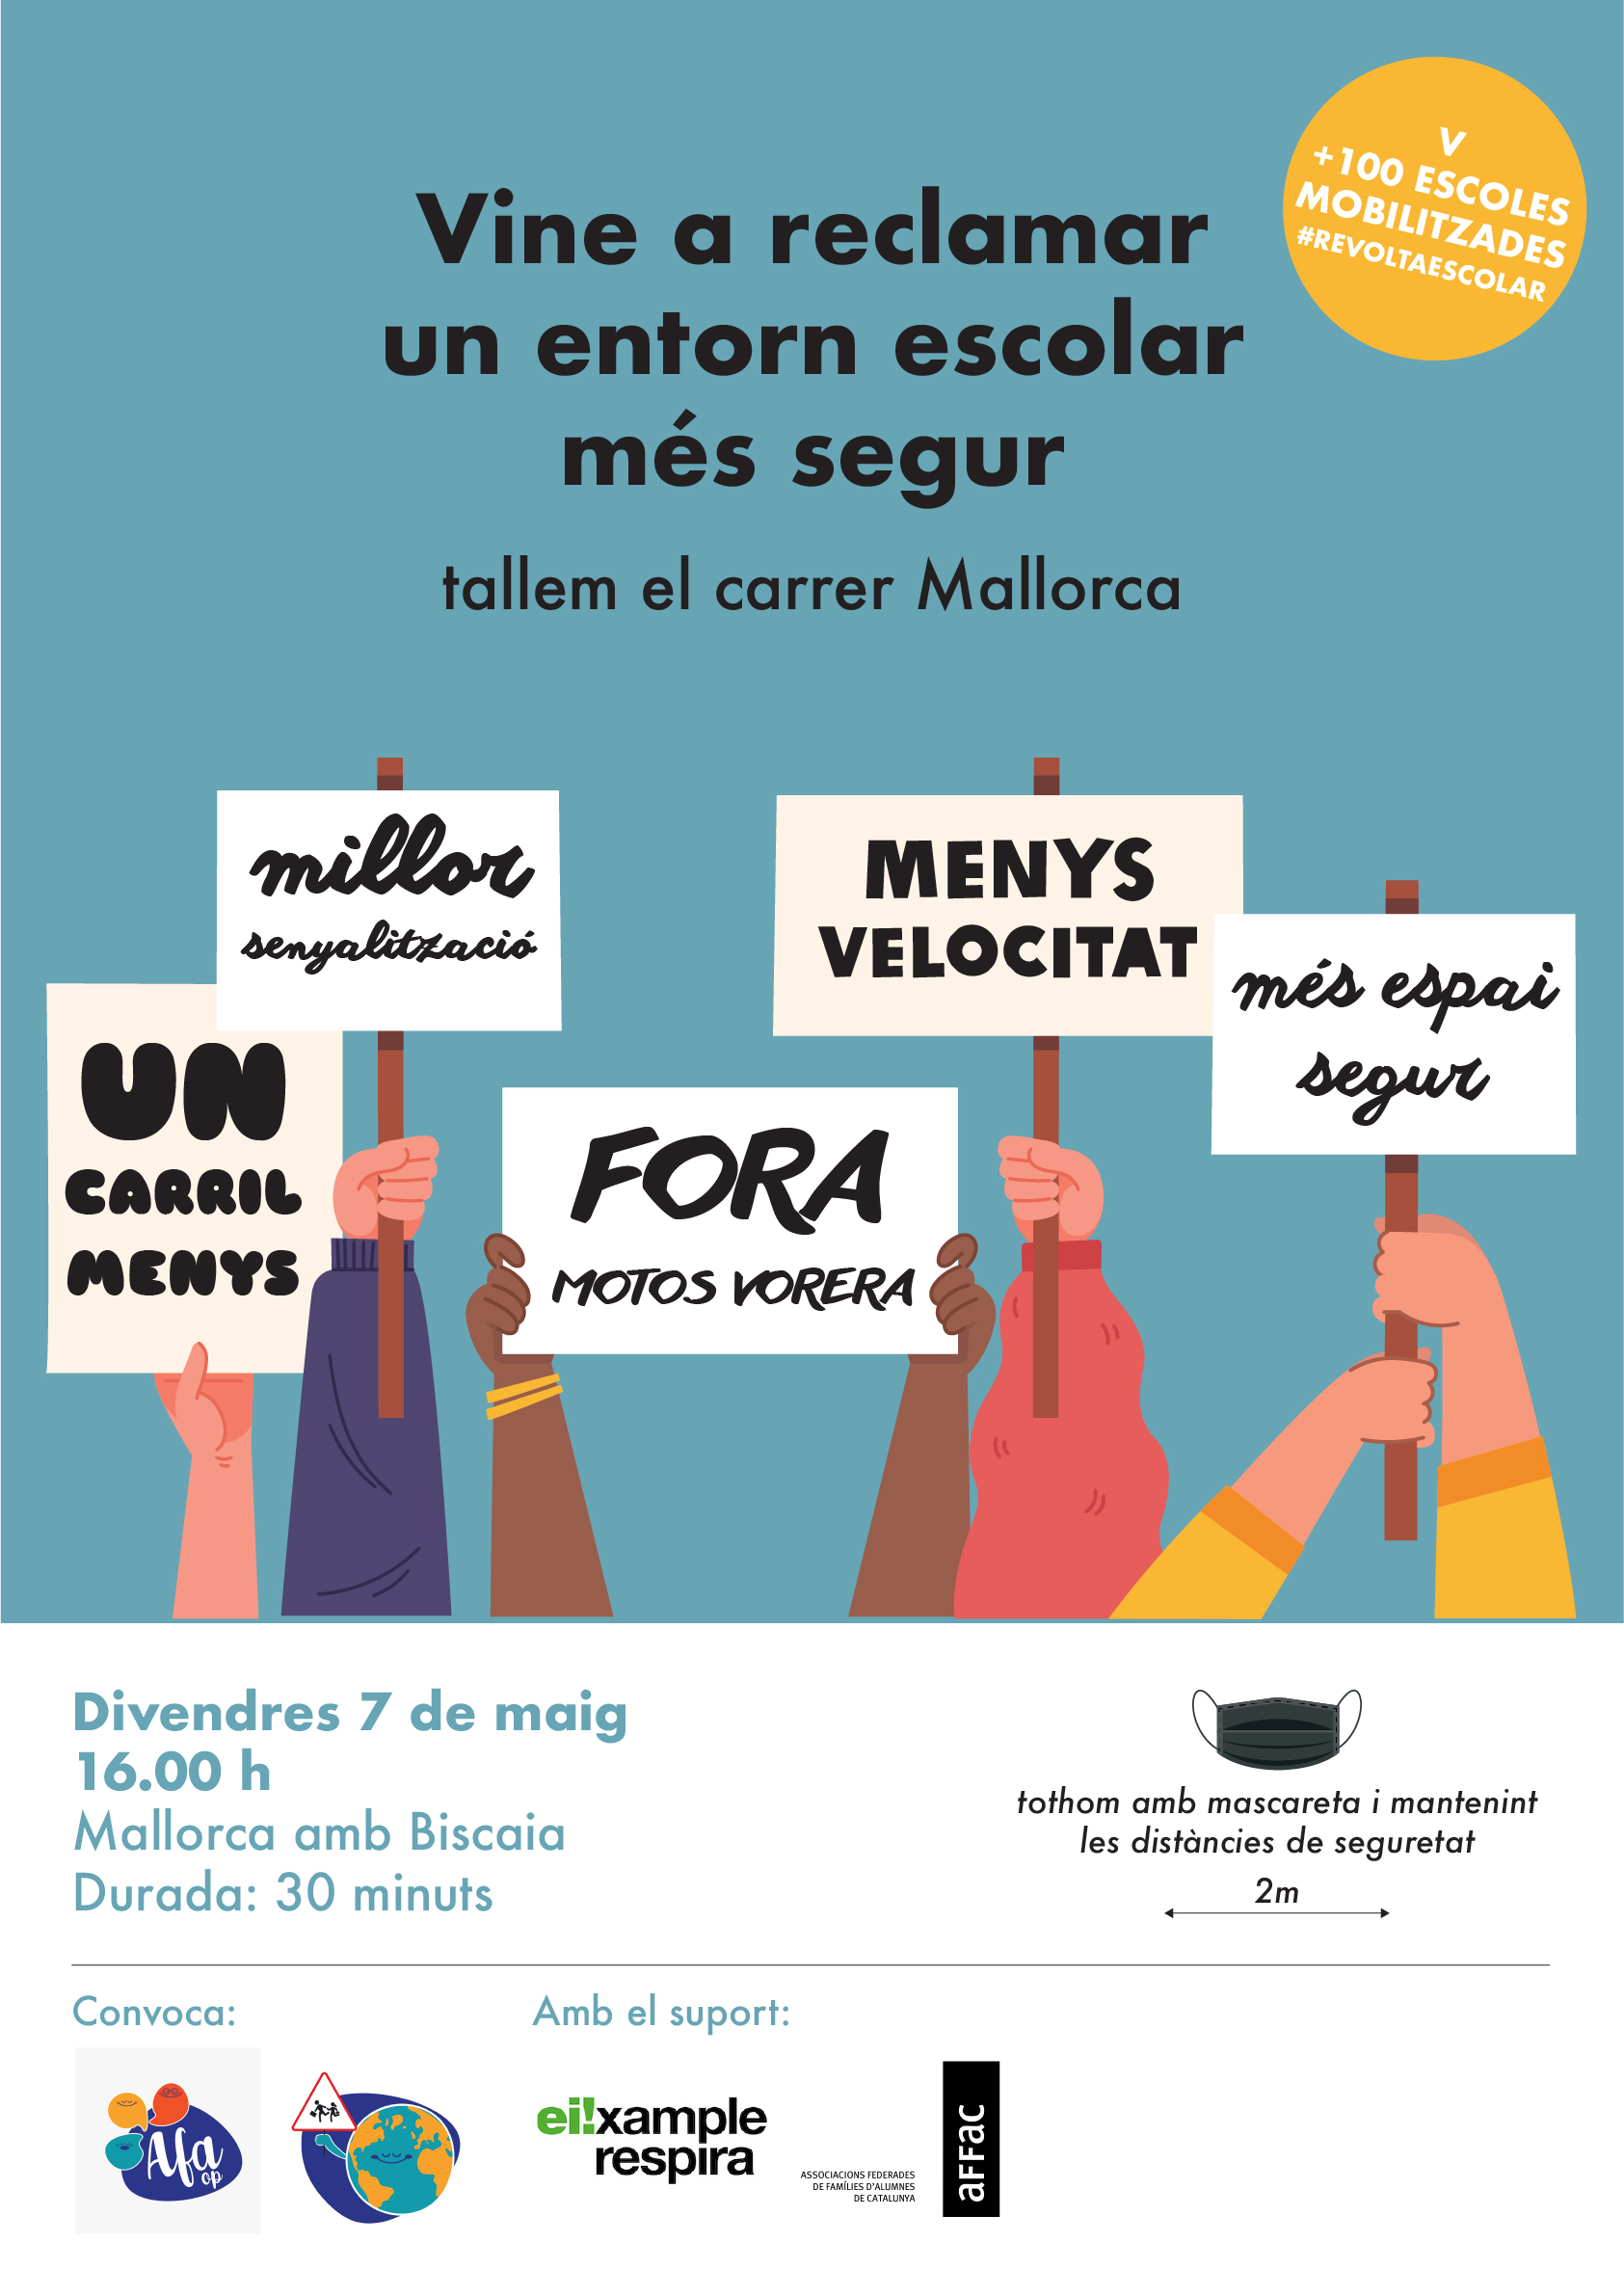 V
+100 ESCOLES
MOBILITZADES
#REVOLTAESCOLAR
Vine a reclamar
un entorn escolar
més segur
tallem el carrer Mallorca
millor
senyalització
MENYS
VELOCITAT
més espai
segur
UN
CARRIL
MENYS
FORA
MOTOS VORERA
Divendres 7 de maig
16.00 h
Mallorca amb Biscaia
Durada: 30 minuts
tothom amb mascareta i mantenint
les distàncies de seguretat
2m
Convoca:
Amb el suport:
Afa
op
ei!xample
respira
ASSOCIACIONS FEDERADES
DE FAMÍLIES D'ALUMNES
DE CATALUNYA
aFFac